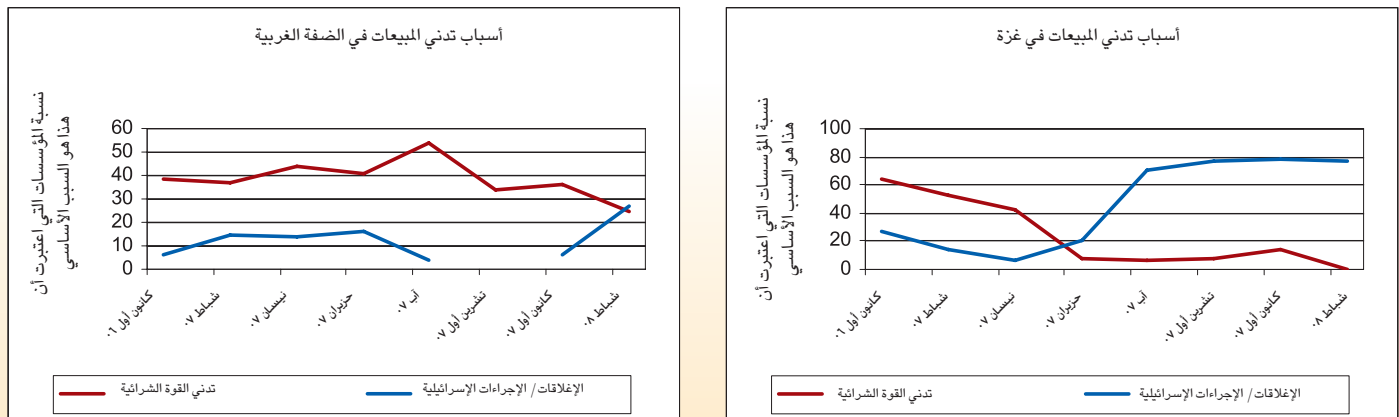 أسباب تدني المبيعات في غزة
نسبة المؤسسات التي اعتبرت أن
هذا هو السبب الأساسي
100
80
60
40
20
0
كانون أول ٠٦
شباط ٠٧
نيسان ٠٧
حزيران ٠٧
آب ٠٧
تشرين أول ٠٧
كانون أول ٠٧
شباط ٠٨
تدني القوة الشرائية
الإغلاقات / الإجراءات الإسرائيلية
أسباب تدني المبيعات في الضفة الغربية
نسبة المؤسسات التي اعتبرت أن
هذا هو السبب الأساسي
60
50
40
30
20
10
0
كانون أول ٠٦
شباط ٠٧
نيسان ٠٧
حزيران ٠٧
آب ٠٧
تشرين أول ٠٧
كانون أول ٠٧
شباط ٠٨
تدني القوة الشرائية
الإغلاقات / الإجراءات الإسرائيلية